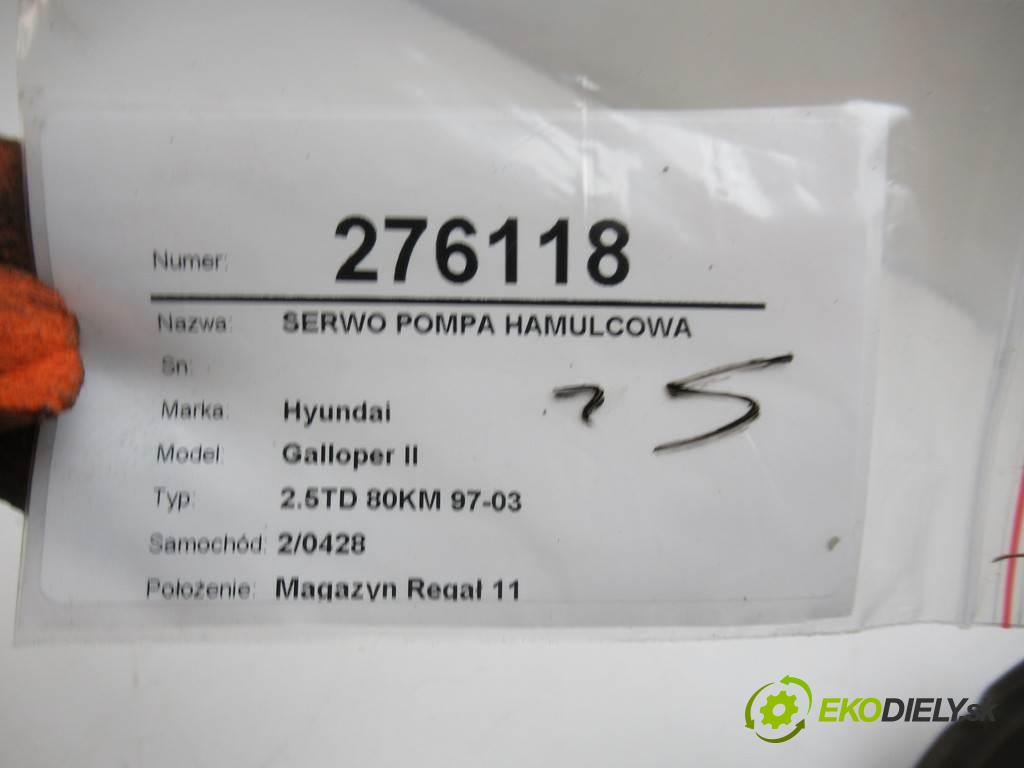 Numer: 276118
Nazwa: SERWO POMPA HAMULCOWA
Sn:
Marka: Hyundai
Model: Galloper II
Typ: 2.5TD 80KM 97-03
Samochód: 2/0428
Położenie: Magazyn Regał 11
EKODIELY.sk